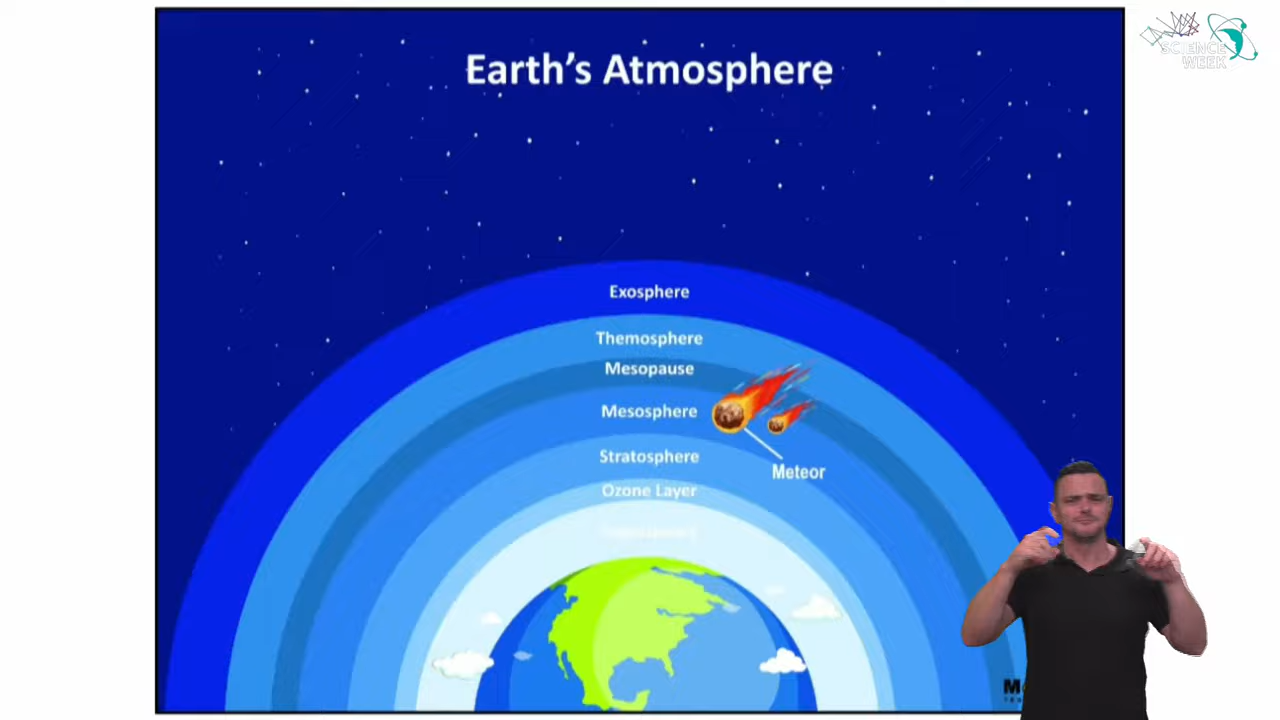 SCIENCE
WEEK
Earth's Atmosphere
Exosphere
Themosphere
Mesopause
Mesosphere
Stratosphere
Meteor
Ozone Layer